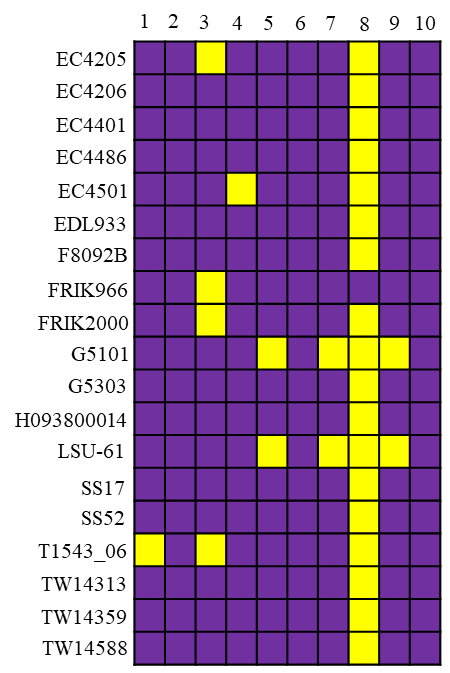 1 2 3 4 5 6 7 8 9 10
EC4205
EC4206
EC4401
EC4486
EC4501
EDL933
F8092B
FRIK966
FRIK2000
G5101
G5303
H093800014
LSU-61
SS17
SS52
T1543_06
TW14313
TW14359
TW14588